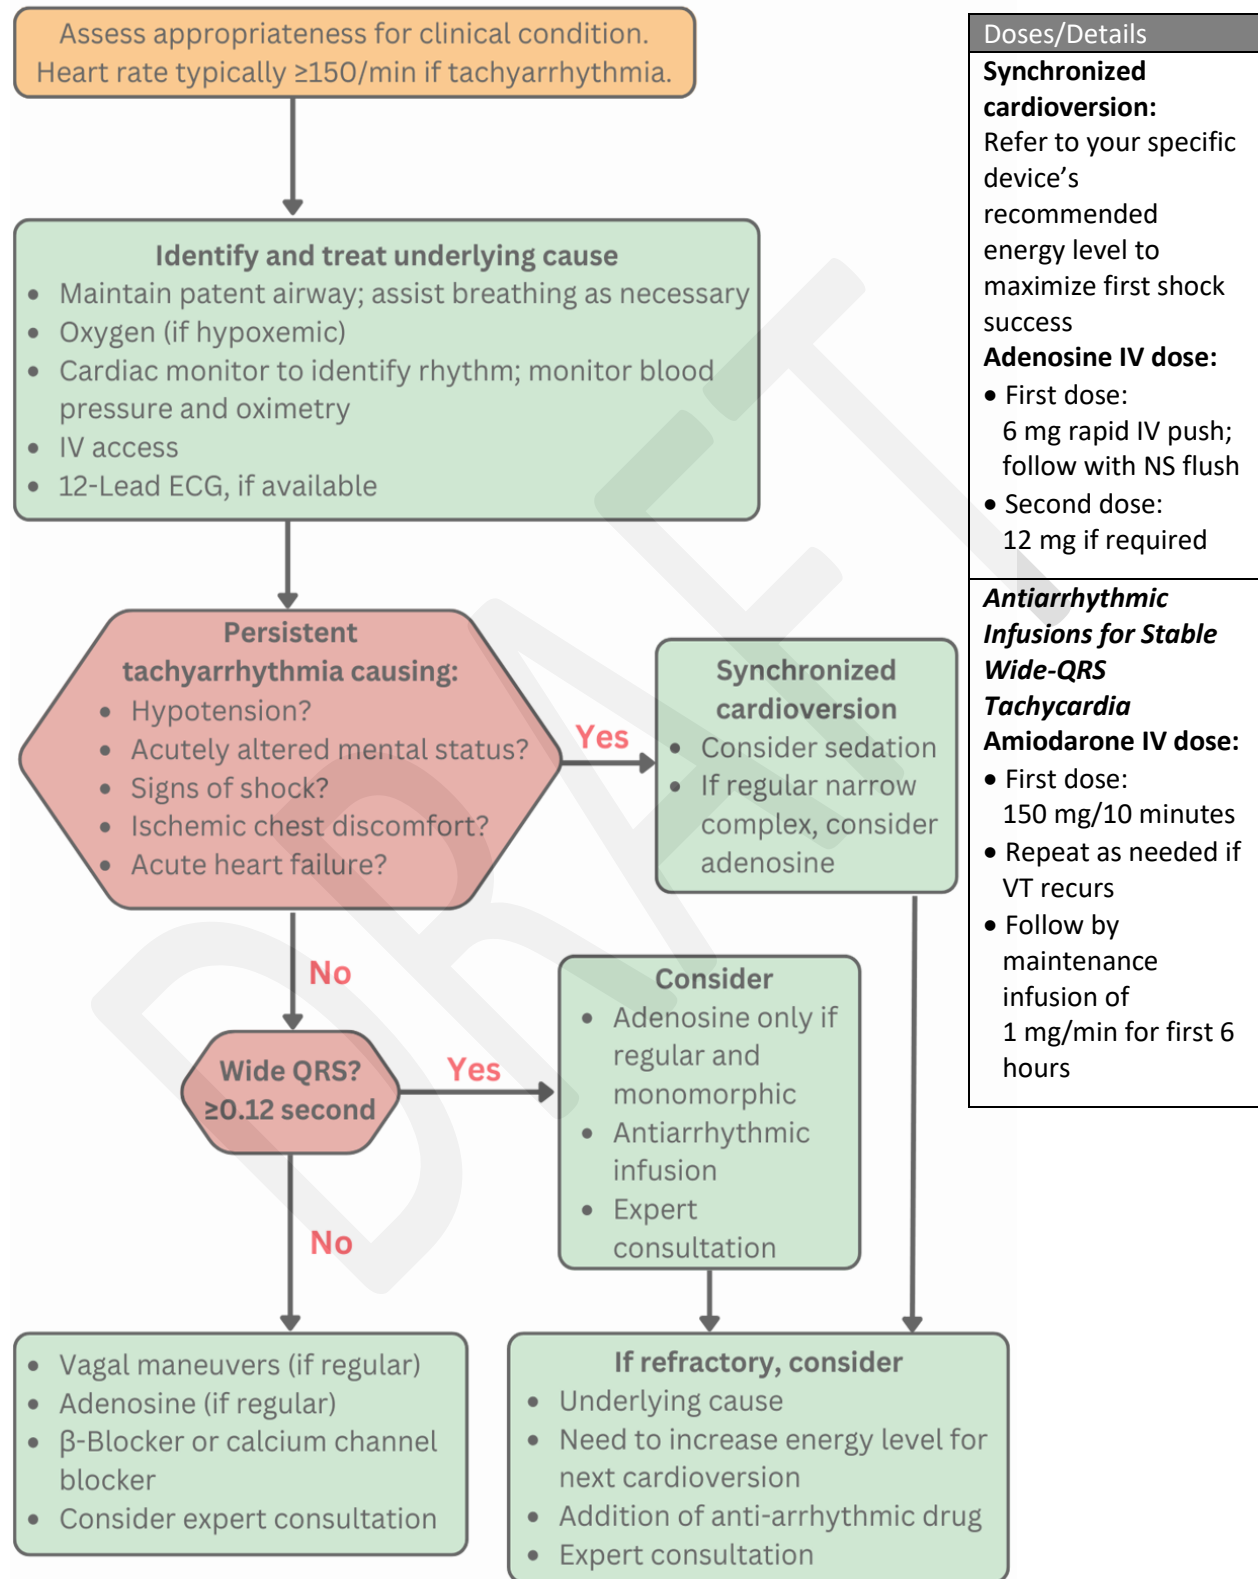 Assess appropriateness for clinical condition.
Heart rate typically ≥150/min if tachyarrhythmia.
Identify and treat underlying cause
• Maintain patent airway; assist breathing as necessary
• Oxygen (if hypoxemic)
• Cardiac monitor to identify rhythm; monitor blood
pressure and oximetry
• IV access
• 12-Lead ECG, if available
Persistent
tachyarrhythmia causing:
• Hypotension?
• Acutely altered mental status?
• Signs of shock?
• Ischemic chest discomfort?
• Acute heart failure?
Yes
Synchronized
cardioversion
• Consider sedation
• If regular narrow
complex, consider
adenosine
No
Wide QRS?
≥0.12 second
Yes
Consider
• Adenosine only if
regular and
monomorphic
• Antiarrhythmic
infusion
• Expert
consultation
No
• Vagal maneuvers (if regular)
• Adenosine (if regular)
• β-Blocker or calcium channel
blocker
• Consider expert consultation
If refractory, consider
• Underlying cause
• Need to increase energy level for
next cardioversion
• Addition of anti-arrhythmic drug
• Expert consultation
Doses/Details
Synchronized
cardioversion:
Refer to your specific
device’s
recommended
energy level to
maximize first shock
success
Adenosine IV dose:
• First dose:
6 mg rapid IV push;
follow with NS flush
• Second dose:
12 mg if required
Antiarrhythmic
Infusions for Stable
Wide-QRS
Tachycardia
Amiodarone IV dose:
• First dose:
150 mg/10 minutes
• Repeat as needed if
VT recurs
• Follow by
maintenance
infusion of
1 mg/min for first 6
hours
DRAFT